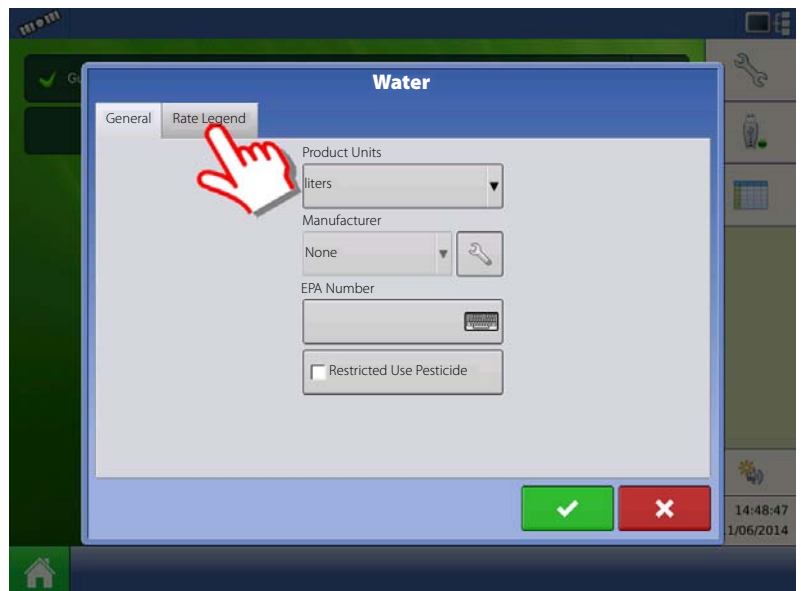 Water
General
Rate Legend
Product Units
liters
Manufacturer
None
EPA Number
Restricted Use Pesticide
14:48:47
1/06/2014